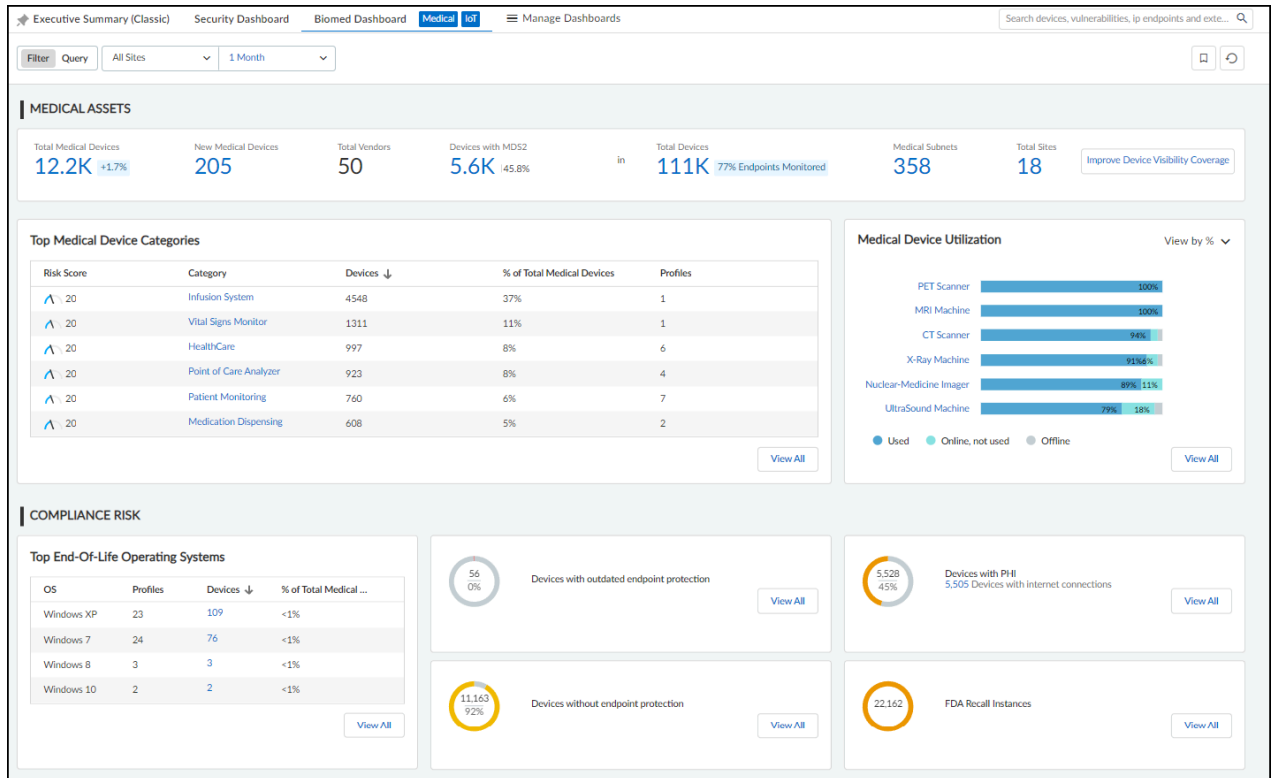 Executive Summary (Classic) Security Dashboard Biomed Dashboard Medical IoT Manage Dashboards Search devices, vulnerabilities, ip endpoints and exte...
Filter Query All Sites 1 Month
MEDICAL ASSETS
Total Medical Devices New Medical Devices Total Vendors Devices with MDS2 Total Devices Medical Subnets Total Sites
12.2K +1.7% 205 50 5.6K 45.8% in 111K 77% Endpoints Monitored 358 18 Improve Device Visibility Coverage
Top Medical Device Categories
Risk Score Category Devices % of Total Medical Devices Profiles
20 Infusion System 4548 37% 1
20 Vital Signs Monitor 1311 11% 1
20 HealthCare 997 8% 6
20 Point of Care Analyzer 923 8% 4
20 Patient Monitoring 760 6% 7
20 Medication Dispensing 608 5% 2
View All
Medical Device Utilization View by %
PET Scanner 100%
MRI Machine 100%
CT Scanner 94%
X-Ray Machine 91% 6%
Nuclear-Medicine Imager 89% 11%
UltraSound Machine 79% 18%
Used Online, not used Offline
View All
COMPLIANCE RISK
Top End-Of-Life Operating Systems
OS Profiles Devices % of Total Medical ...
Windows XP 23 109 <1%
Windows 7 24 76 <1%
Windows 8 3 3 <1%
Windows 10 2 2 <1%
View All
56
0%
Devices with outdated endpoint protection
View All
5,528
45%
Devices with PHI
5,505 Devices with internet connections
View All
11,163
92%
Devices without endpoint protection
View All
22,162
FDA Recall Instances
View All